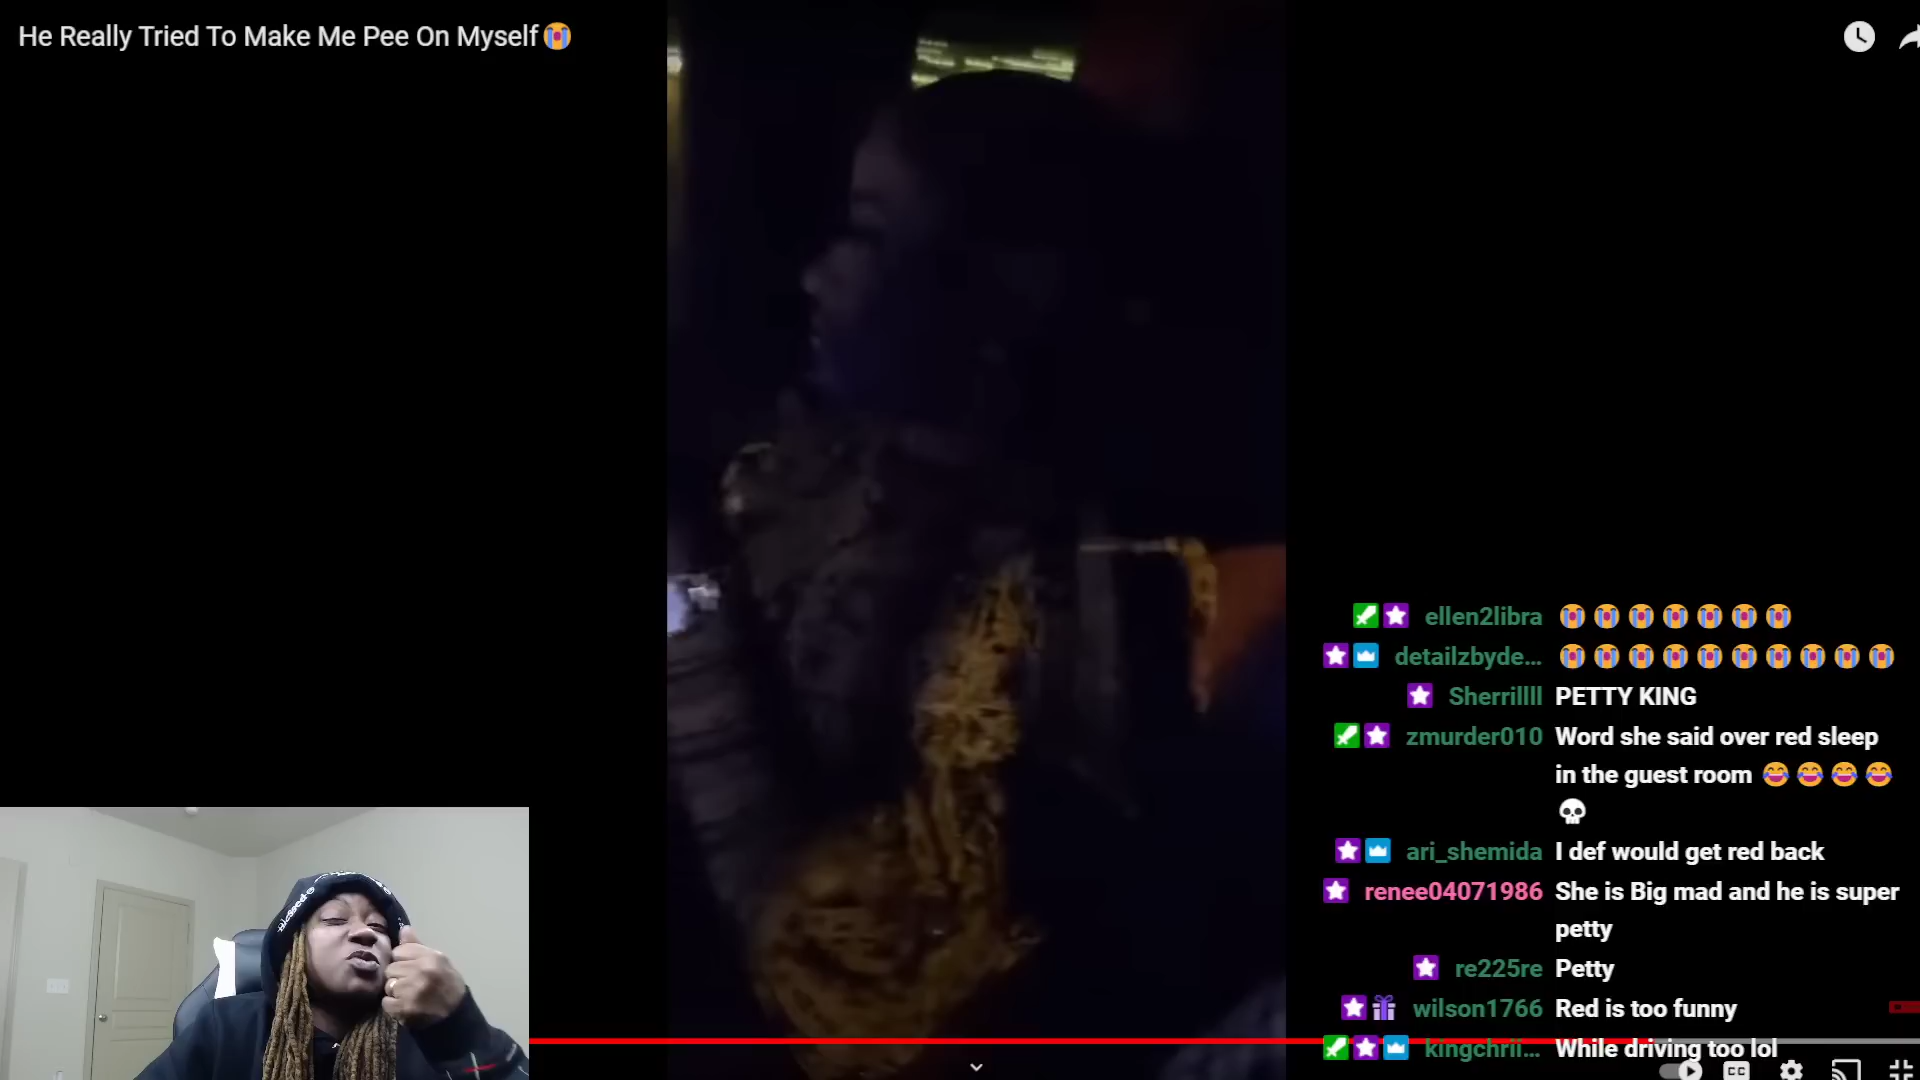 He Really Tried To Make Me Pee On Myself😭
ellen2libra 😭😭😭😭😭😭😭
detailzbyde... 😭😭😭😭😭😭😭😭😭😭
Sherrillll PETTY KING
zmurder010 Word she said over red sleep
in the guest room 😂😂😂😂
💀
ari_shemida I def would get red back
renee04071986 She is Big mad and he is super
petty
re225re Petty
wilson1766 Red is too funny
kingchrii... While driving too lol
CC